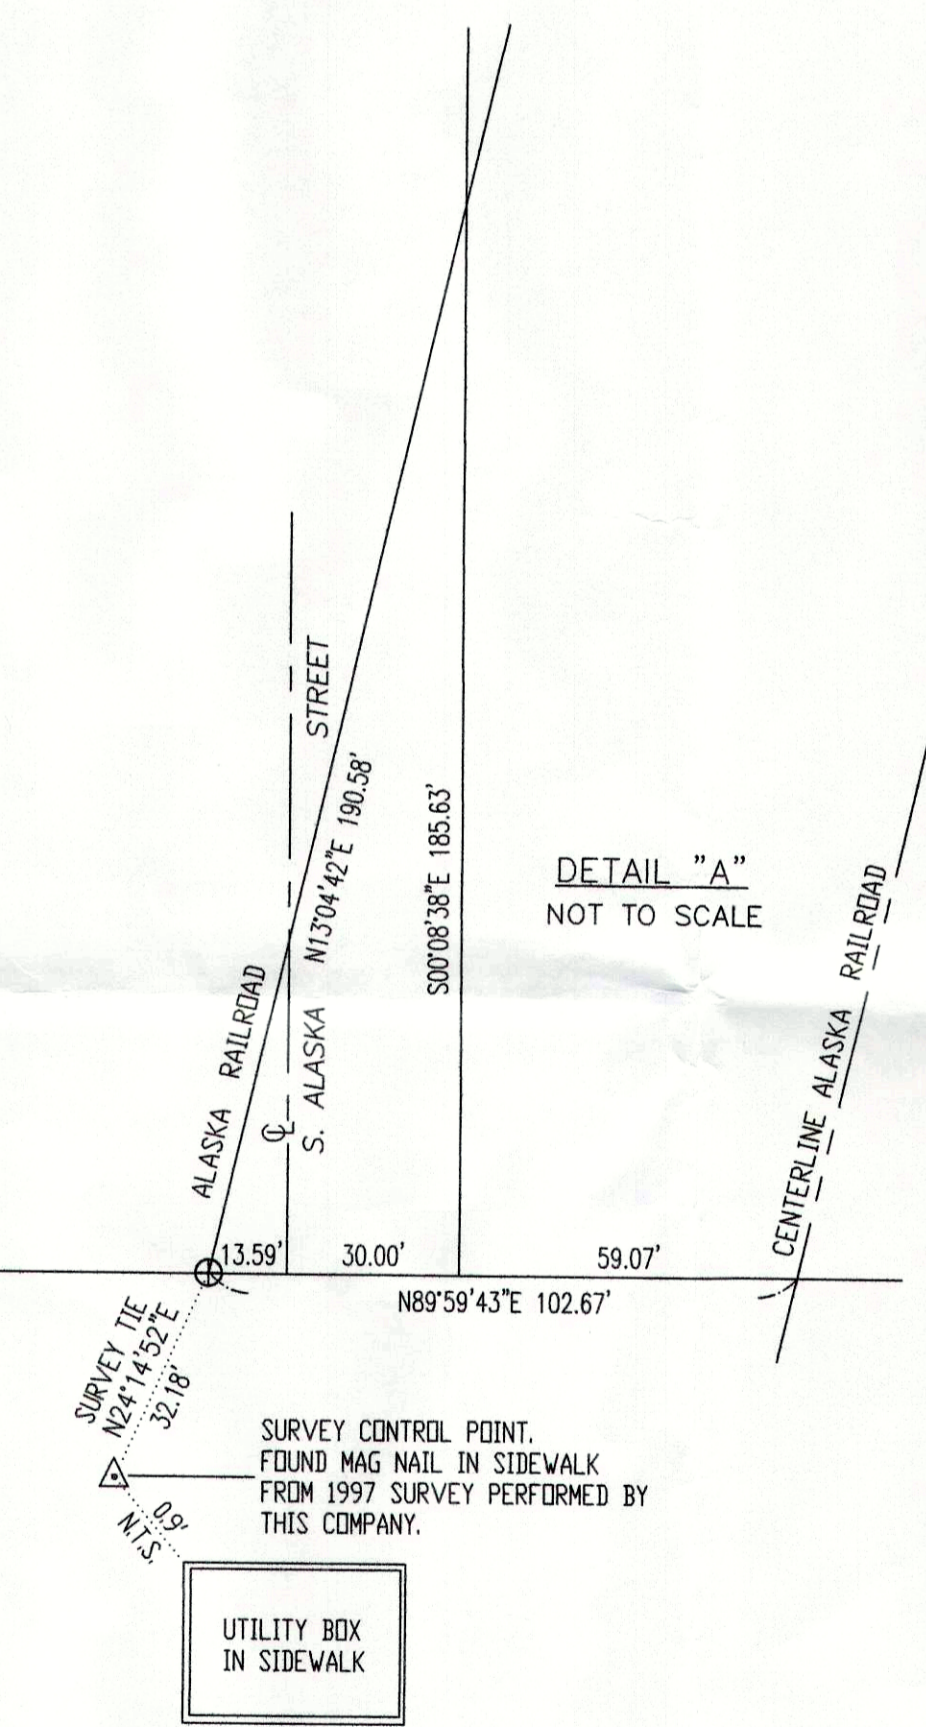 STREET
N13°04'42"E 190.58'
S00°08'38"E 185.63'
DETAIL "A"
NOT TO SCALE
ALASKA RAILROAD
S. ALASKA
CENTERLINE ALASKA RAILROAD
℄
13.59'
30.00'
59.07'
N89°59'43"E 102.67'
SURVEY TIE
N24°14'52"E
32.18'
SURVEY CONTROL POINT.
FOUND MAG NAIL IN SIDEWALK
FROM 1997 SURVEY PERFORMED BY
THIS COMPANY.
0.9'
N.T.S.
UTILITY BOX
IN SIDEWALK